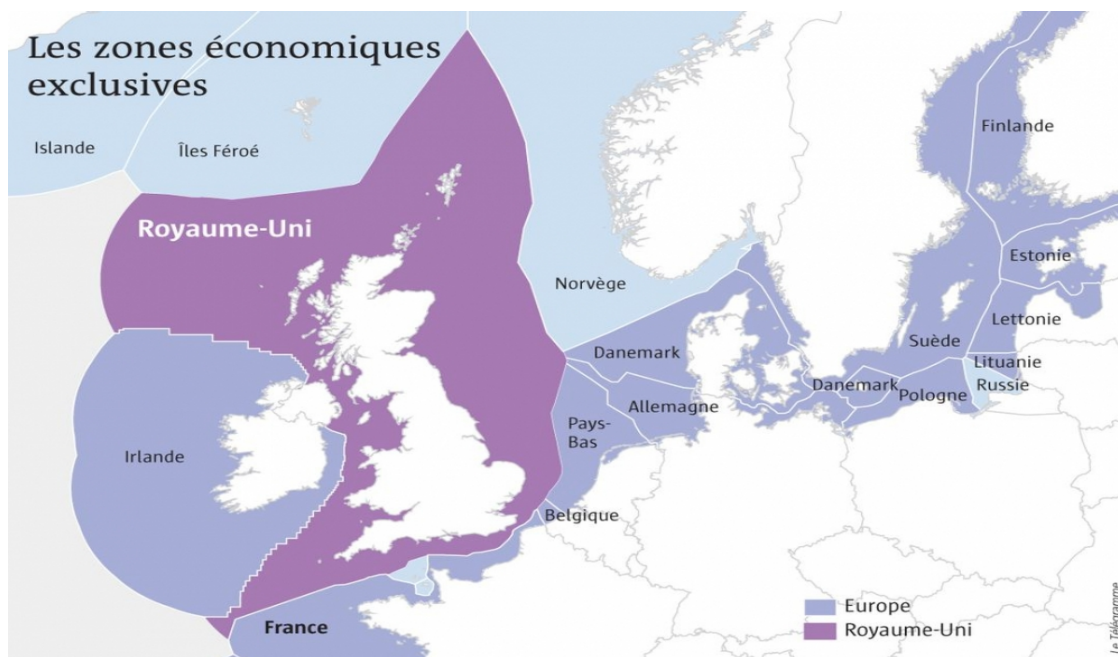 Les zones économiques
exclusives
Islande
Îles Féroé
Finlande
Royaume-Uni
Estonie
Norvège
Lettonie
Suède
Danemark
Lituanie
Russie
Danemark
Pologne
Allemagne
Pays-
Bas
Irlande
Belgique
France
Europe
Royaume-Uni
Le Télégramme